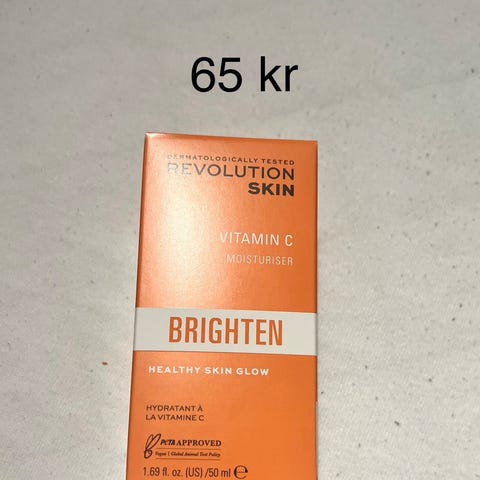 65 kr
DERMATOLOGICALLY TESTED
REVOLUTION
SKIN
VITAMIN C
MOISTURISER
BRIGHTEN
HEALTHY SKIN GLOW
HYDRATANT À
LA VITAMINE C
PETA APPROVED
Vegan | Global Animal Test Policy
1.69 fl. oz. (US) /50 ml ℮